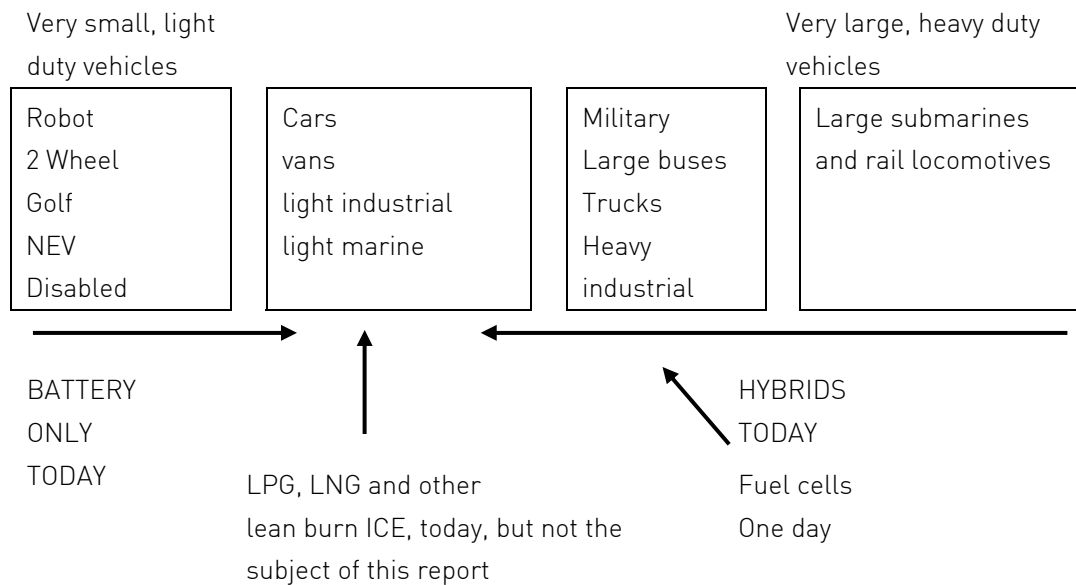 Very small, light
duty vehicles
Very large, heavy duty
vehicles
Robot
2 Wheel
Golf
NEV
Disabled
Cars
vans
light industrial
light marine
Military
Large buses
Trucks
Heavy
industrial
Large submarines
and rail locomotives
BATTERY
ONLY
TODAY
LPG, LNG and other
lean burn ICE, today, but not the
subject of this report
HYBRIDS
TODAY
Fuel cells
One day